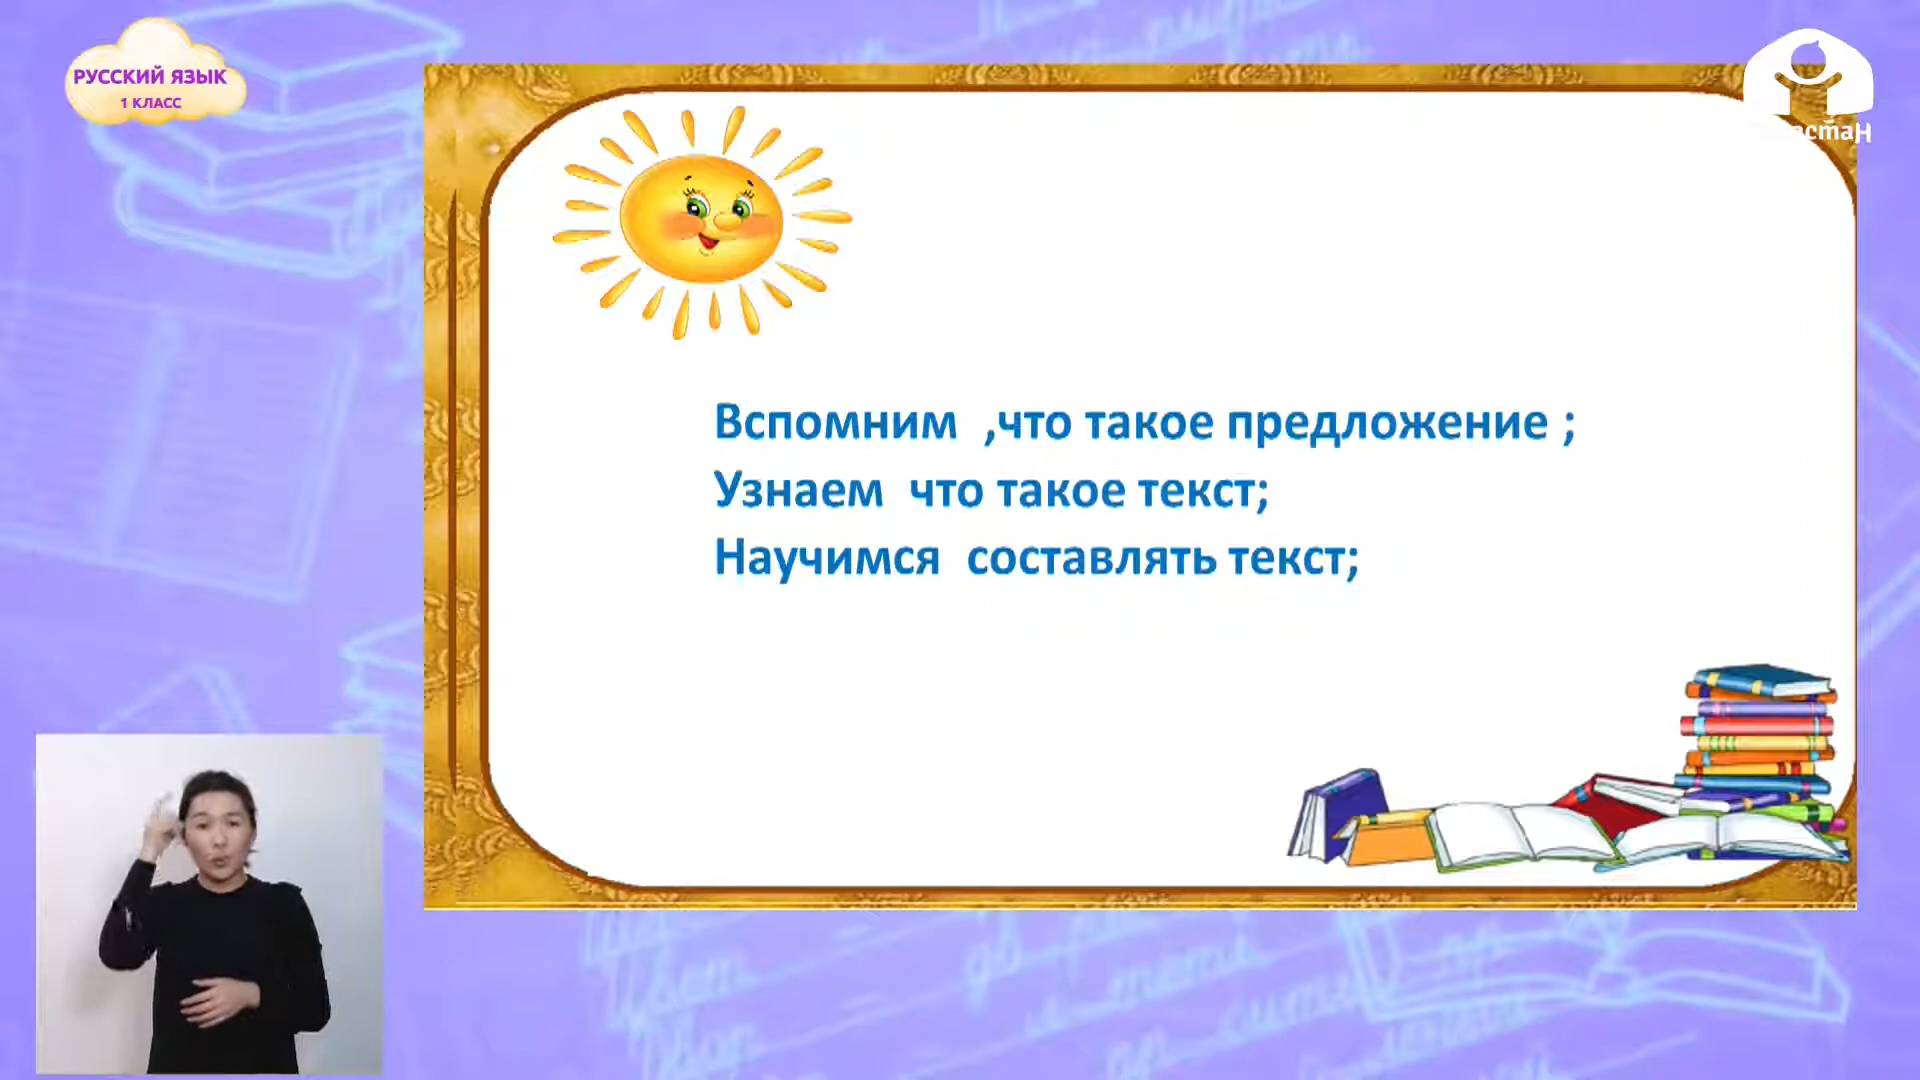 РУССКИЙ ЯЗЫК
1 КЛАСС
Вспомним ,что такое предложение ;
Узнаем что такое текст;
Научимся составлять текст;